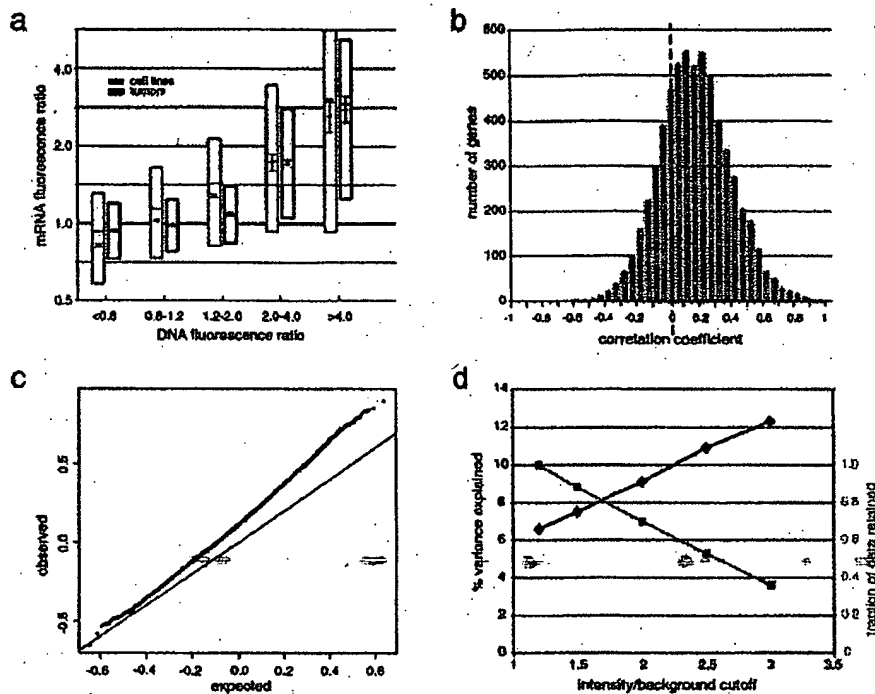 a
mRNA fluorescence ratio
4.0
2.0
1.0
0.5
cell lines
tumors
<0.8
0.8-1.2
1.2-2.0
2.0-4.0
>4.0
DNA fluorescence ratio
b
number of genes
600
500
400
300
200
100
0
-1 -0.8 -0.6 -0.4 -0.2 0 0.2 0.4 0.6 0.8 1
correlation coefficient
c
observed
0.5
0.0
-0.5
-0.6 -0.4 -0.2 0.0 0.2 0.4 0.6
expected
d
% variance explained
14
12
10
8
6
4
2
0
1 1.5 2 2.5 3 3.5
intensity/background cutoff
1.0
0.8
0.6
0.4
0.2
0
fraction of data retained